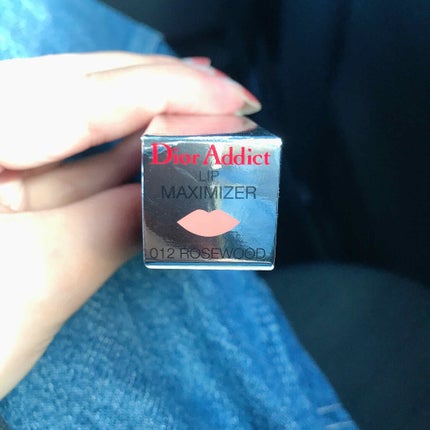 Dior Addict
LIP
MAXIMIZER
012 ROSEWOOD